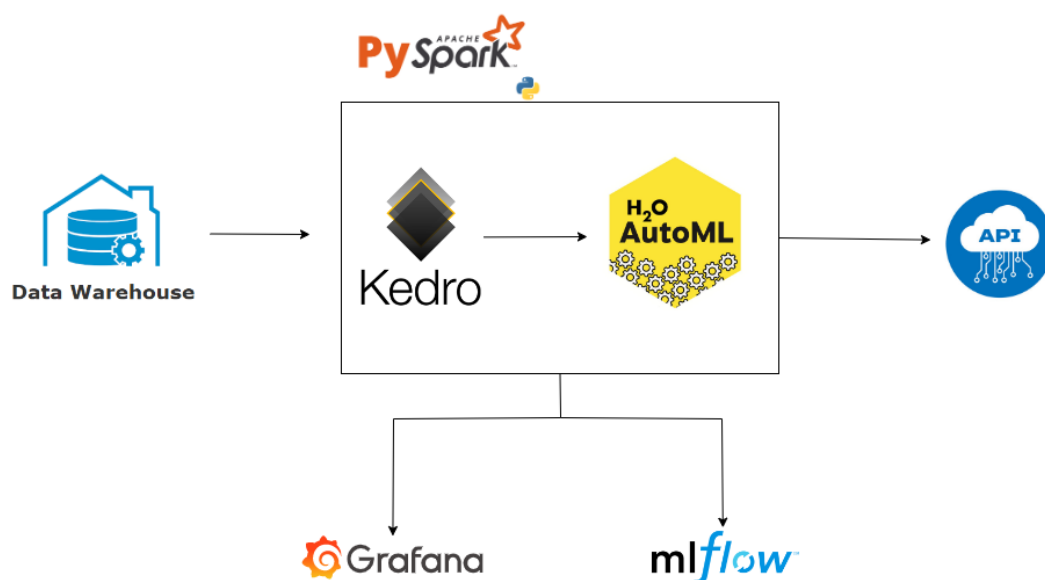 APACHE
PySpark
Data Warehouse
Kedro
H₂O
AutoML
API
Grafana
mlflow